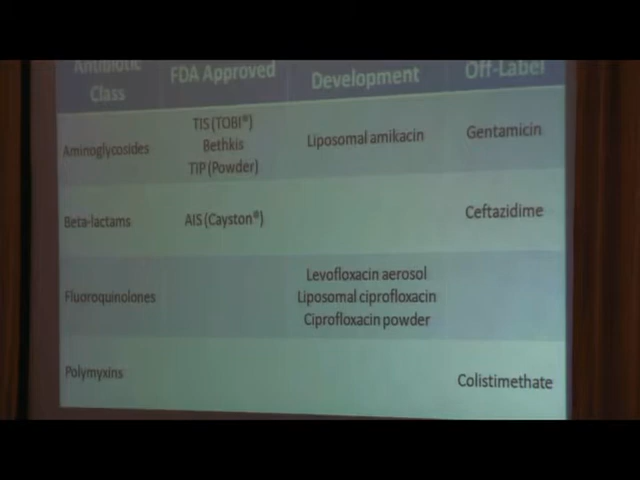 Antibiotic Class
FDA Approved
Development
Off-Label
Aminoglycosides
TIS (TOBI®)
Bethkis
TIP (Powder)
Liposomal amikacin
Gentamicin
Beta-lactams
AIS (Cayston®)
Ceftazidime
Fluoroquinolones
Levofloxacin aerosol
Liposomal ciprofloxacin
Ciprofloxacin powder
Polymyxins
Colistimethate